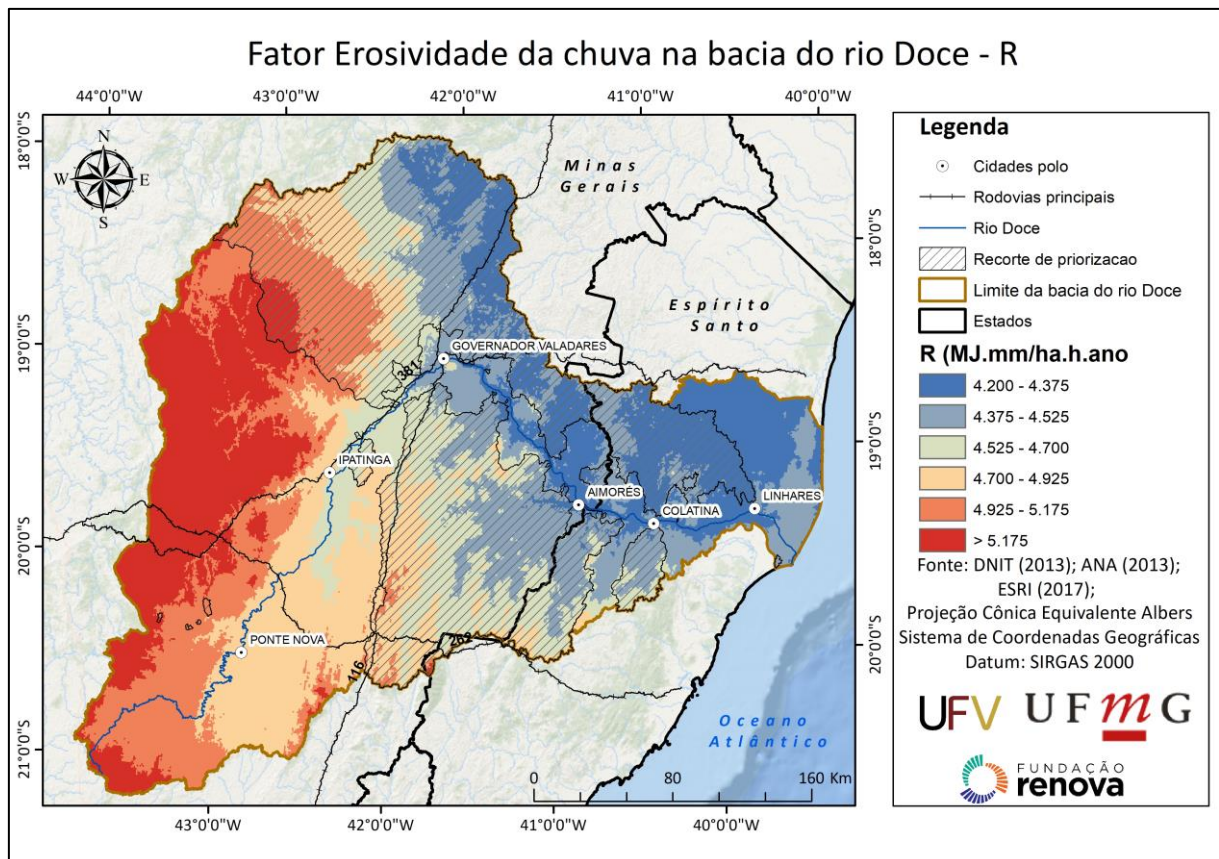 Fator Erosividade da chuva na bacia do rio Doce - R
44°0'0"W
43°0'0"W
42°0'0"W
41°0'0"W
40°0'0"W
18°0'0"S
19°0'0"S
20°0'0"S
21°0'0"S
N
W
E
S
Minas
Gerais
Espírito
Santo
GOVERNADOR VALADARES
381
IPATINGA
AIMORÉS
COLATINA
LINHARES
PONTE NOVA
262
116
Oceano
Atlântico
0
80
160 Km
18°0'0"S
19°0'0"S
20°0'0"S
43°0'0"W
42°0'0"W
41°0'0"W
40°0'0"W
Legenda
Cidades polo
Rodovias principais
Rio Doce
Recorte de priorizacao
Limite da bacia do rio Doce
Estados
R (MJ.mm/ha.h.ano
4.200 - 4.375
4.375 - 4.525
4.525 - 4.700
4.700 - 4.925
4.925 - 5.175
> 5.175
Fonte: DNIT (2013); ANA (2013);
ESRI (2017);
Projeção Cônica Equivalente Albers
Sistema de Coordenadas Geográficas
Datum: SIRGAS 2000
UFV
UFmG
FUNDAÇÃO
renova